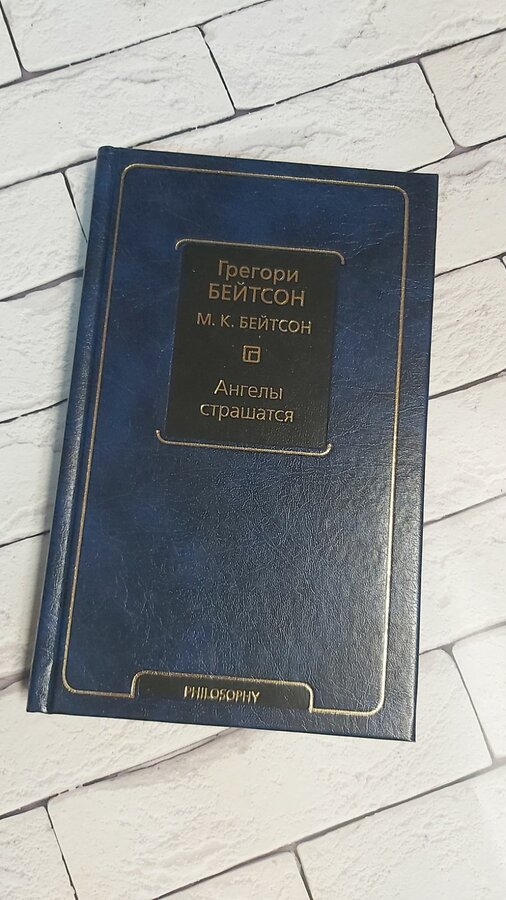 Грегори
БЕЙТСОН
М. К. БЕЙТСОН
Ангелы
страшатся
PHILOSOPHY